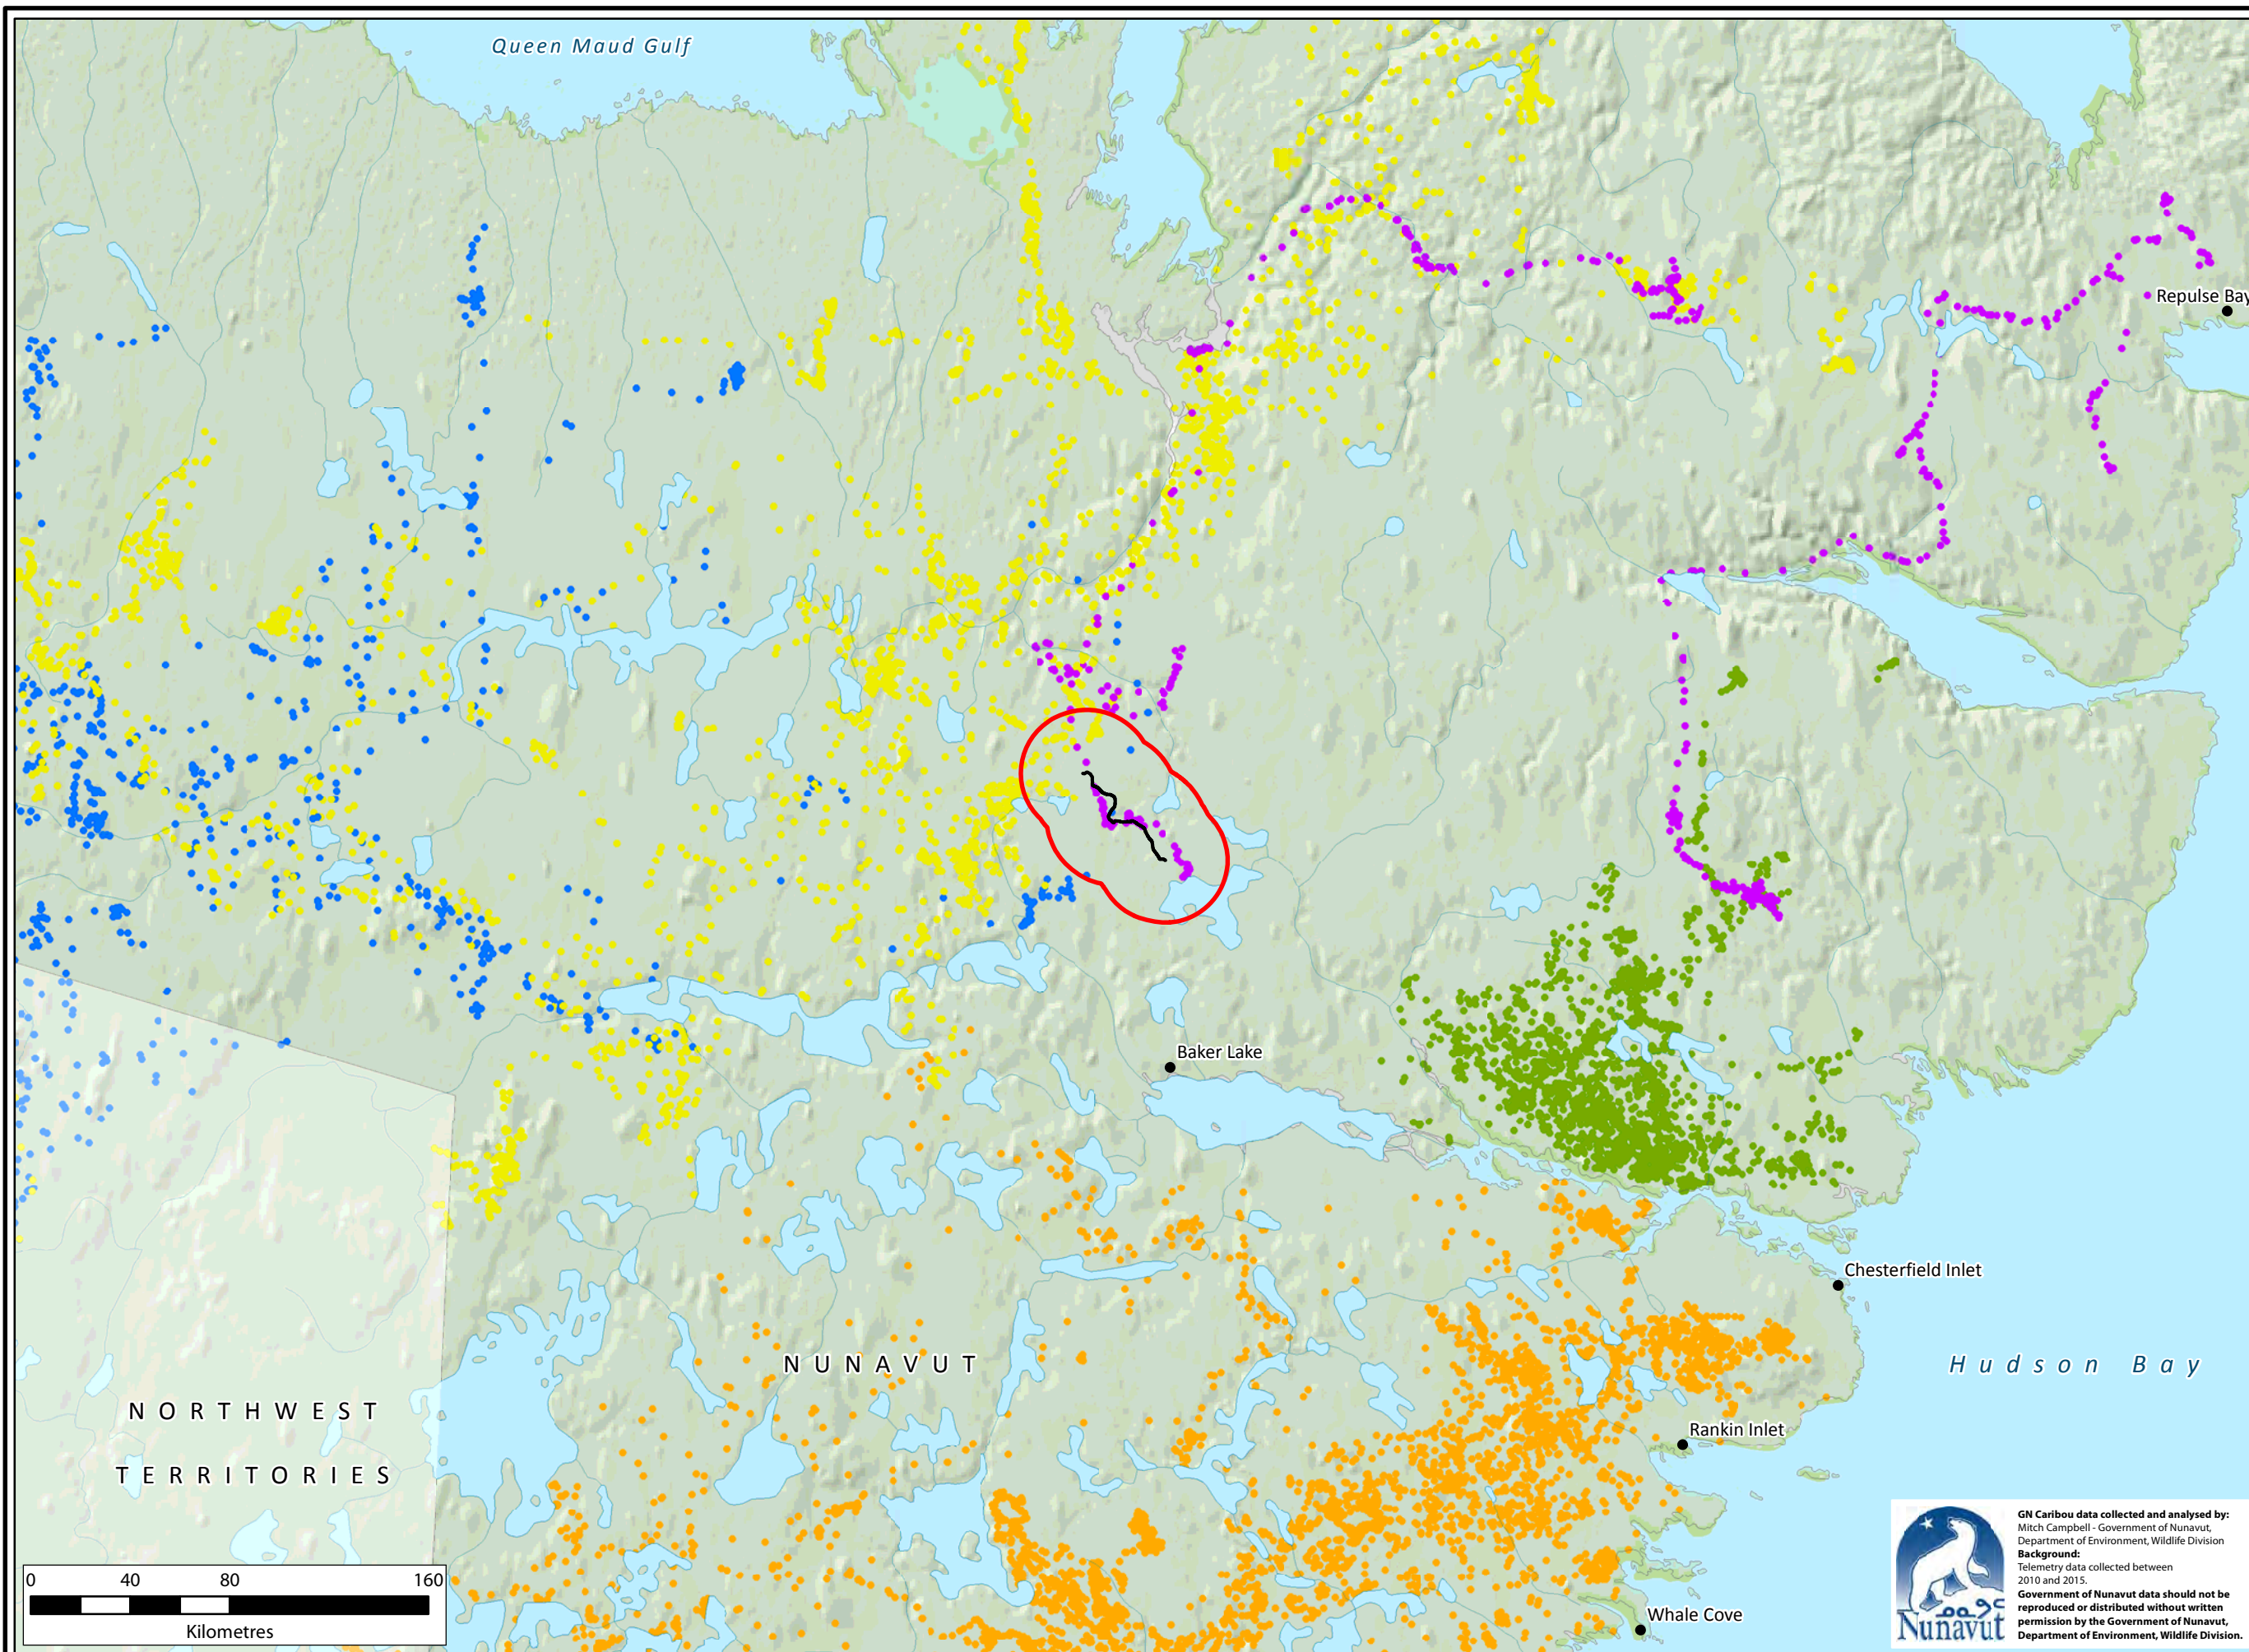 Queen Maud Gulf
Repulse Bay
Baker Lake
Chesterfield Inlet
NUNAVUT
Hudson Bay
NORTHWEST
TERRITORIES
Rankin Inlet
Whale Cove
0 40 80 160
Kilometres
ᓄᓇᕗᑦ
Nunavut
GN Caribou data collected and analysed by:
Mitch Campbell - Government of Nunavut,
Department of Environment, Wildlife Division
Background:
Telemetry data collected between
2010 and 2015.
Government of Nunavut data should not be
reproduced or distributed without written
permission by the Government of Nunavut,
Department of Environment, Wildlife Division.